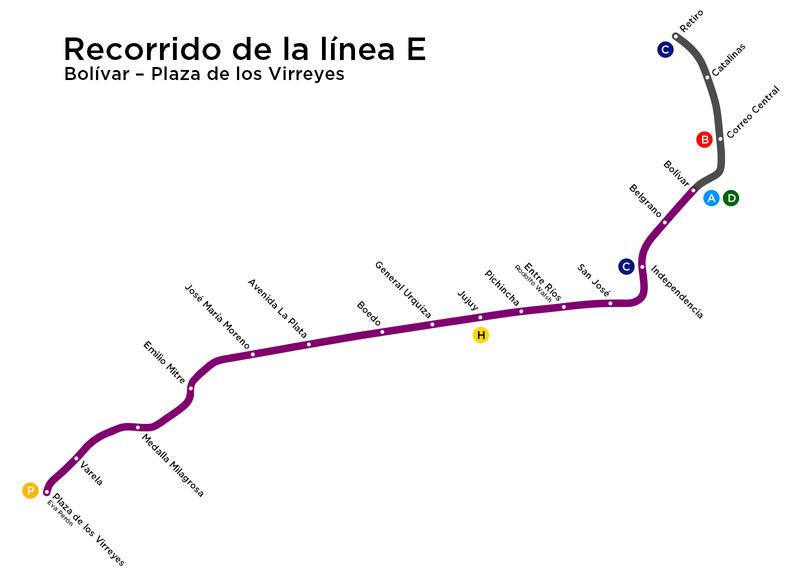 Recorrido de la línea E
Bolívar – Plaza de los Virreyes
Retiro
C
Catalinas
Correo Central
B
Bolívar
A
D
Belgrano
C
Independencia
San José
Entre Ríos
Rodolfo Walsh
Pichincha
Jujuy
H
General Urquiza
Boedo
Avenida La Plata
José María Moreno
Emilio Mitre
Medalla Milagrosa
Varela
P
Plaza de los Virreyes
Eva Perón